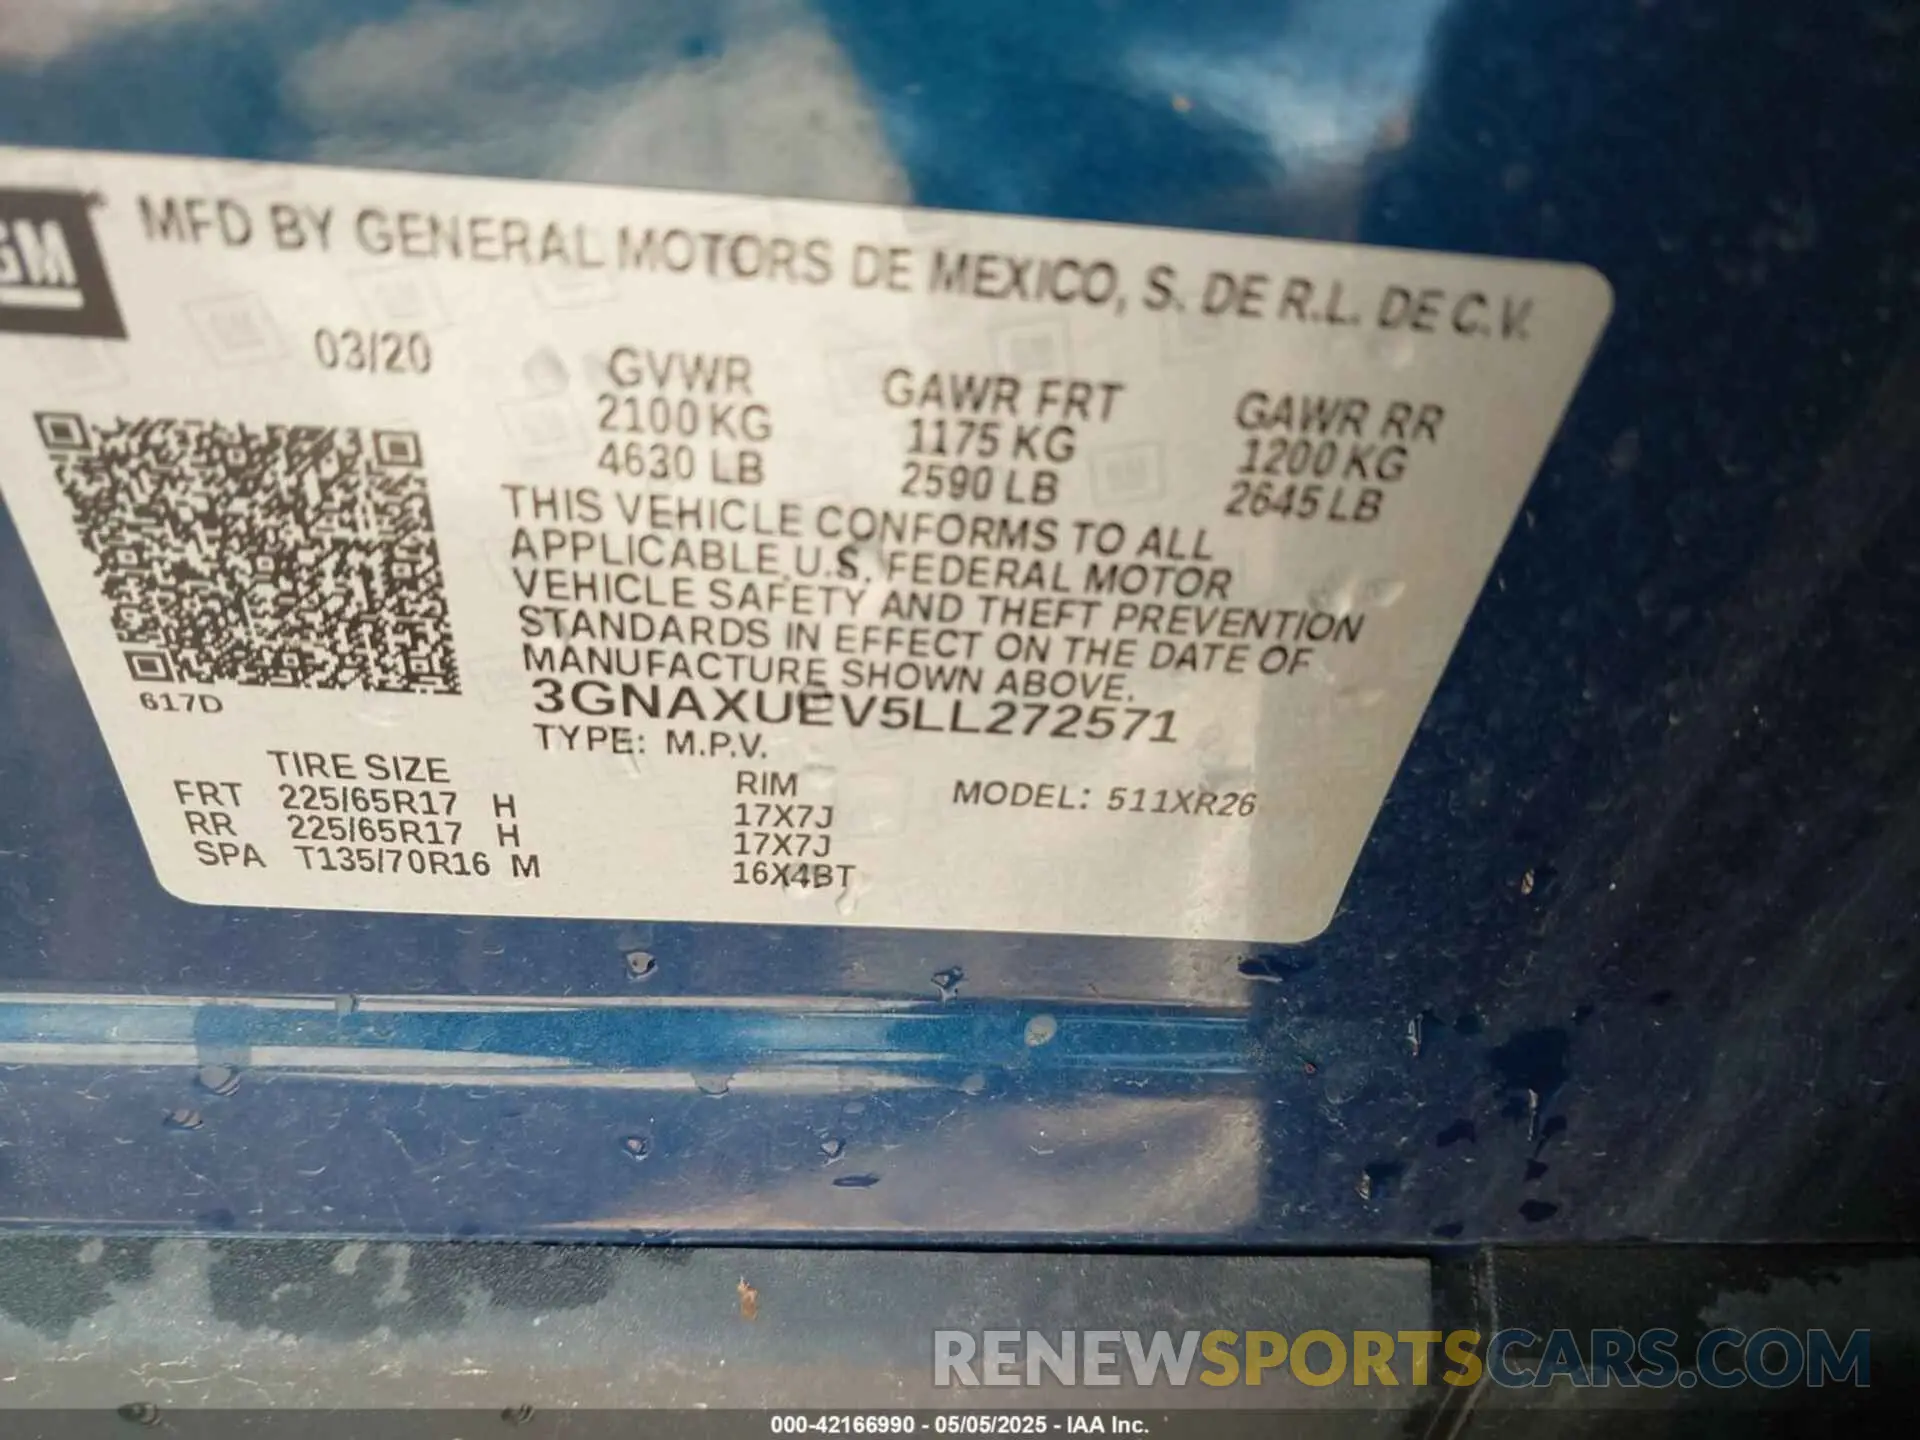 GM
MFD BY GENERAL MOTORS DE MEXICO, S. DE R.L. DE C.V.
03/20
GVWR GAWR FRT GAWR RR
2100 KG 1175 KG 1200 KG
4630 LB 2590 LB 2645 LB
THIS VEHICLE CONFORMS TO ALL
APPLICABLE U.S. FEDERAL MOTOR
VEHICLE SAFETY AND THEFT PREVENTION
STANDARDS IN EFFECT ON THE DATE OF
MANUFACTURE SHOWN ABOVE.
3GNAXUEV5LL272571
617D
TYPE: M.P.V.
TIRE SIZE RIM MODEL: 511XR26
FRT 225/65R17 H 17X7J
RR 225/65R17 H 17X7J
SPA T135/70R16 M 16X4BT
RENEWSPORTSCARS.COM
000-42166990 - 05/05/2025 - IAA Inc.